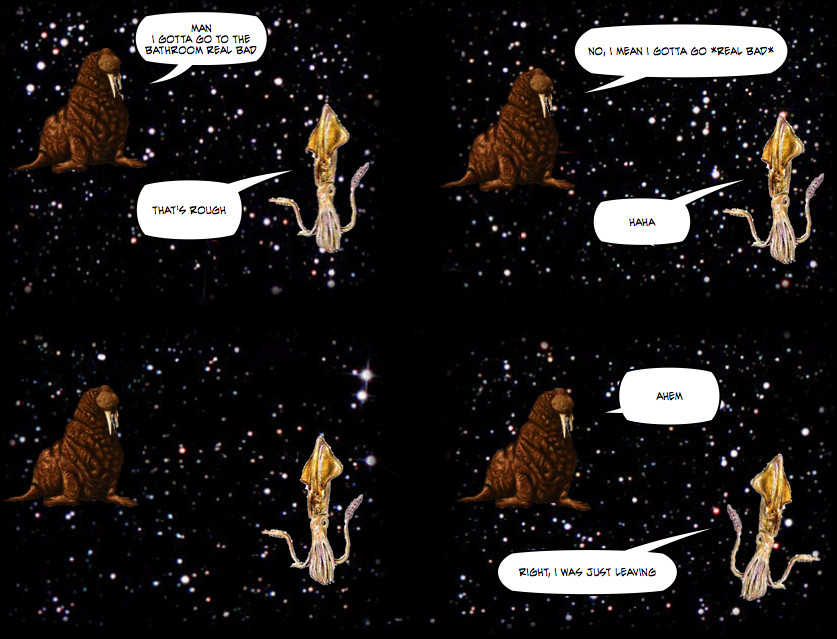 MAN
I GOTTA GO TO THE
BATHROOM REAL BAD
THAT'S ROUGH
NO, I MEAN I GOTTA GO *REAL BAD*
HAHA
AHEM
RIGHT, I WAS JUST LEAVING